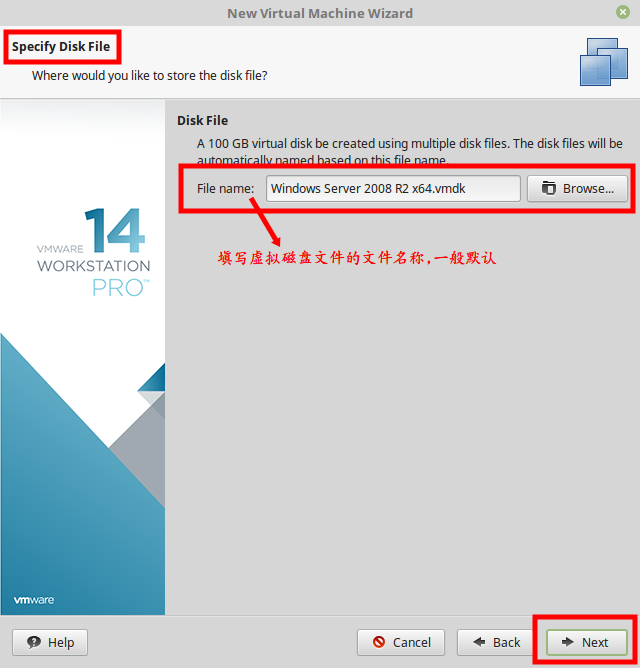 New Virtual Machine Wizard
Specify Disk File
Where would you like to store the disk file?
Disk File
A 100 GB virtual disk be created using multiple disk files. The disk files will be
automatically named based on this file name.
File name: Windows Server 2008 R2 x64.vmdk Browse...
填写虚拟磁盘文件的文件名称,一般默认
VMWARE 14
WORKSTATION
PRO™
vmware
Help Cancel Back Next